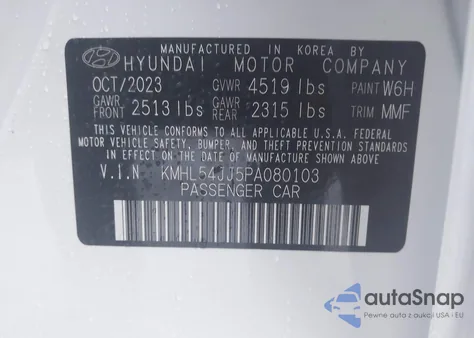 MANUFACTURED IN KOREA BY
HYUNDAI MOTOR COMPANY
OCT/2023 GVWR 4519 lbs PAINT W6H
GAWR FRONT 2513 lbs GAWR REAR 2315 lbs TRIM MMF
THIS VEHICLE CONFORMS TO ALL APPLICABLE U.S.A. FEDERAL
MOTOR VEHICLE SAFETY, BUMPER, AND THEFT PREVENTION STANDARDS
IN EFFECT ON THE DATE OF MANUFACTURE SHOWN ABOVE.
V.I.N KMHL54JJ5PA080103
PASSENGER CAR
autoSnap
Pewne auta z aukcji USA - EU